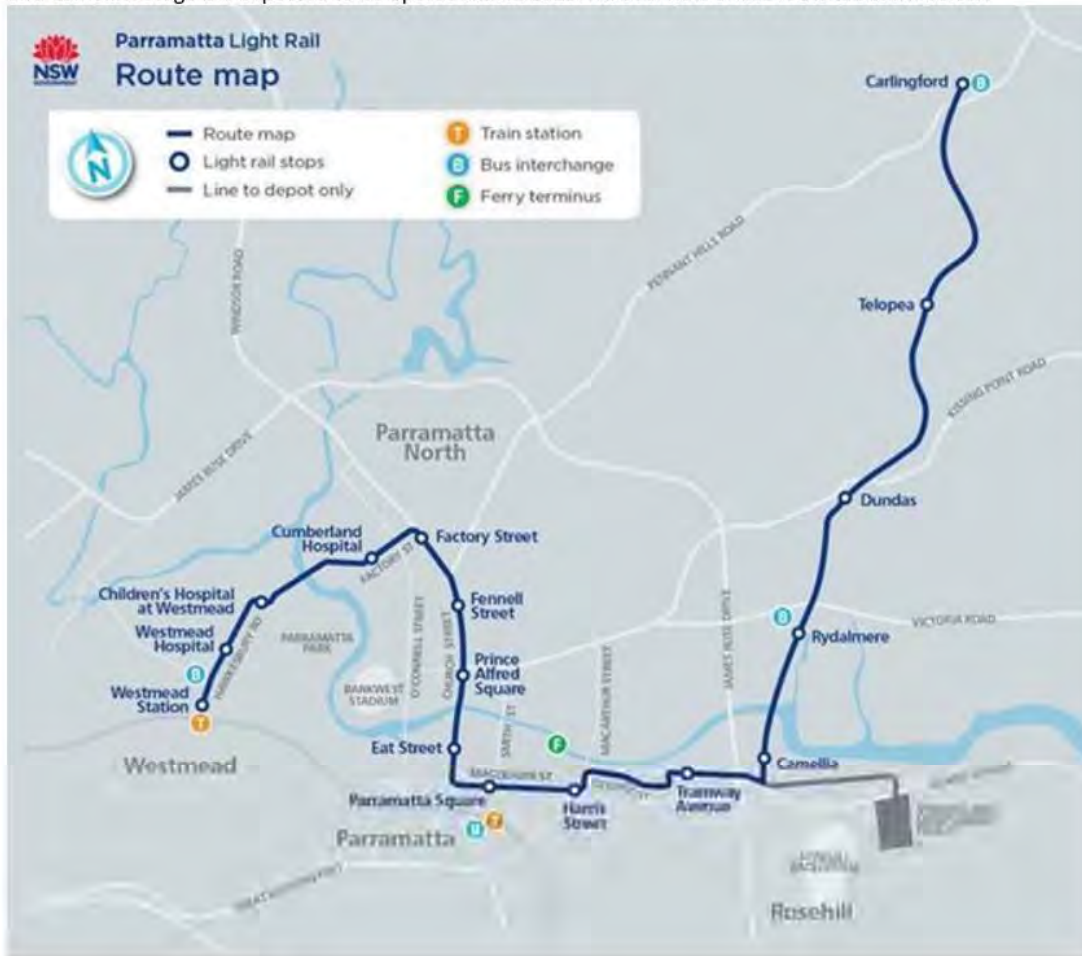 Parramatta Light Rail
NSW
Route map
Route map
Light rail stops
Line to depot only
Train station
Bus interchange
Ferry terminus
N
T
B
F
Carlingford
B
WINDSOR ROAD
PENNANT HILLS ROAD
Telopea
KISSING POINT ROAD
JAMES RUSE DRIVE
Parramatta
North
Dundas
Cumberland
Hospital
FACTORY ST
Factory Street
Children's Hospital
at Westmead
Fennell
Street
Westmead
Hospital
HAWKESBURY RD
PARRAMATTA
PARK
O'CONNELL STREET
CHURCH STREET
JAMES RUSE DRIVE
B
Rydalmere
VICTORIA ROAD
Prince
Alfred
Square
B
Westmead
Station
T
BANKWEST
STADIUM
SMITH ST
MACARTHUR STREET
Eat Street
F
Westmead
MACQUARIE ST
Camellia
Parramatta Square
Harris
Street
Tramway
Avenue
B
T
Parramatta
Rosehill